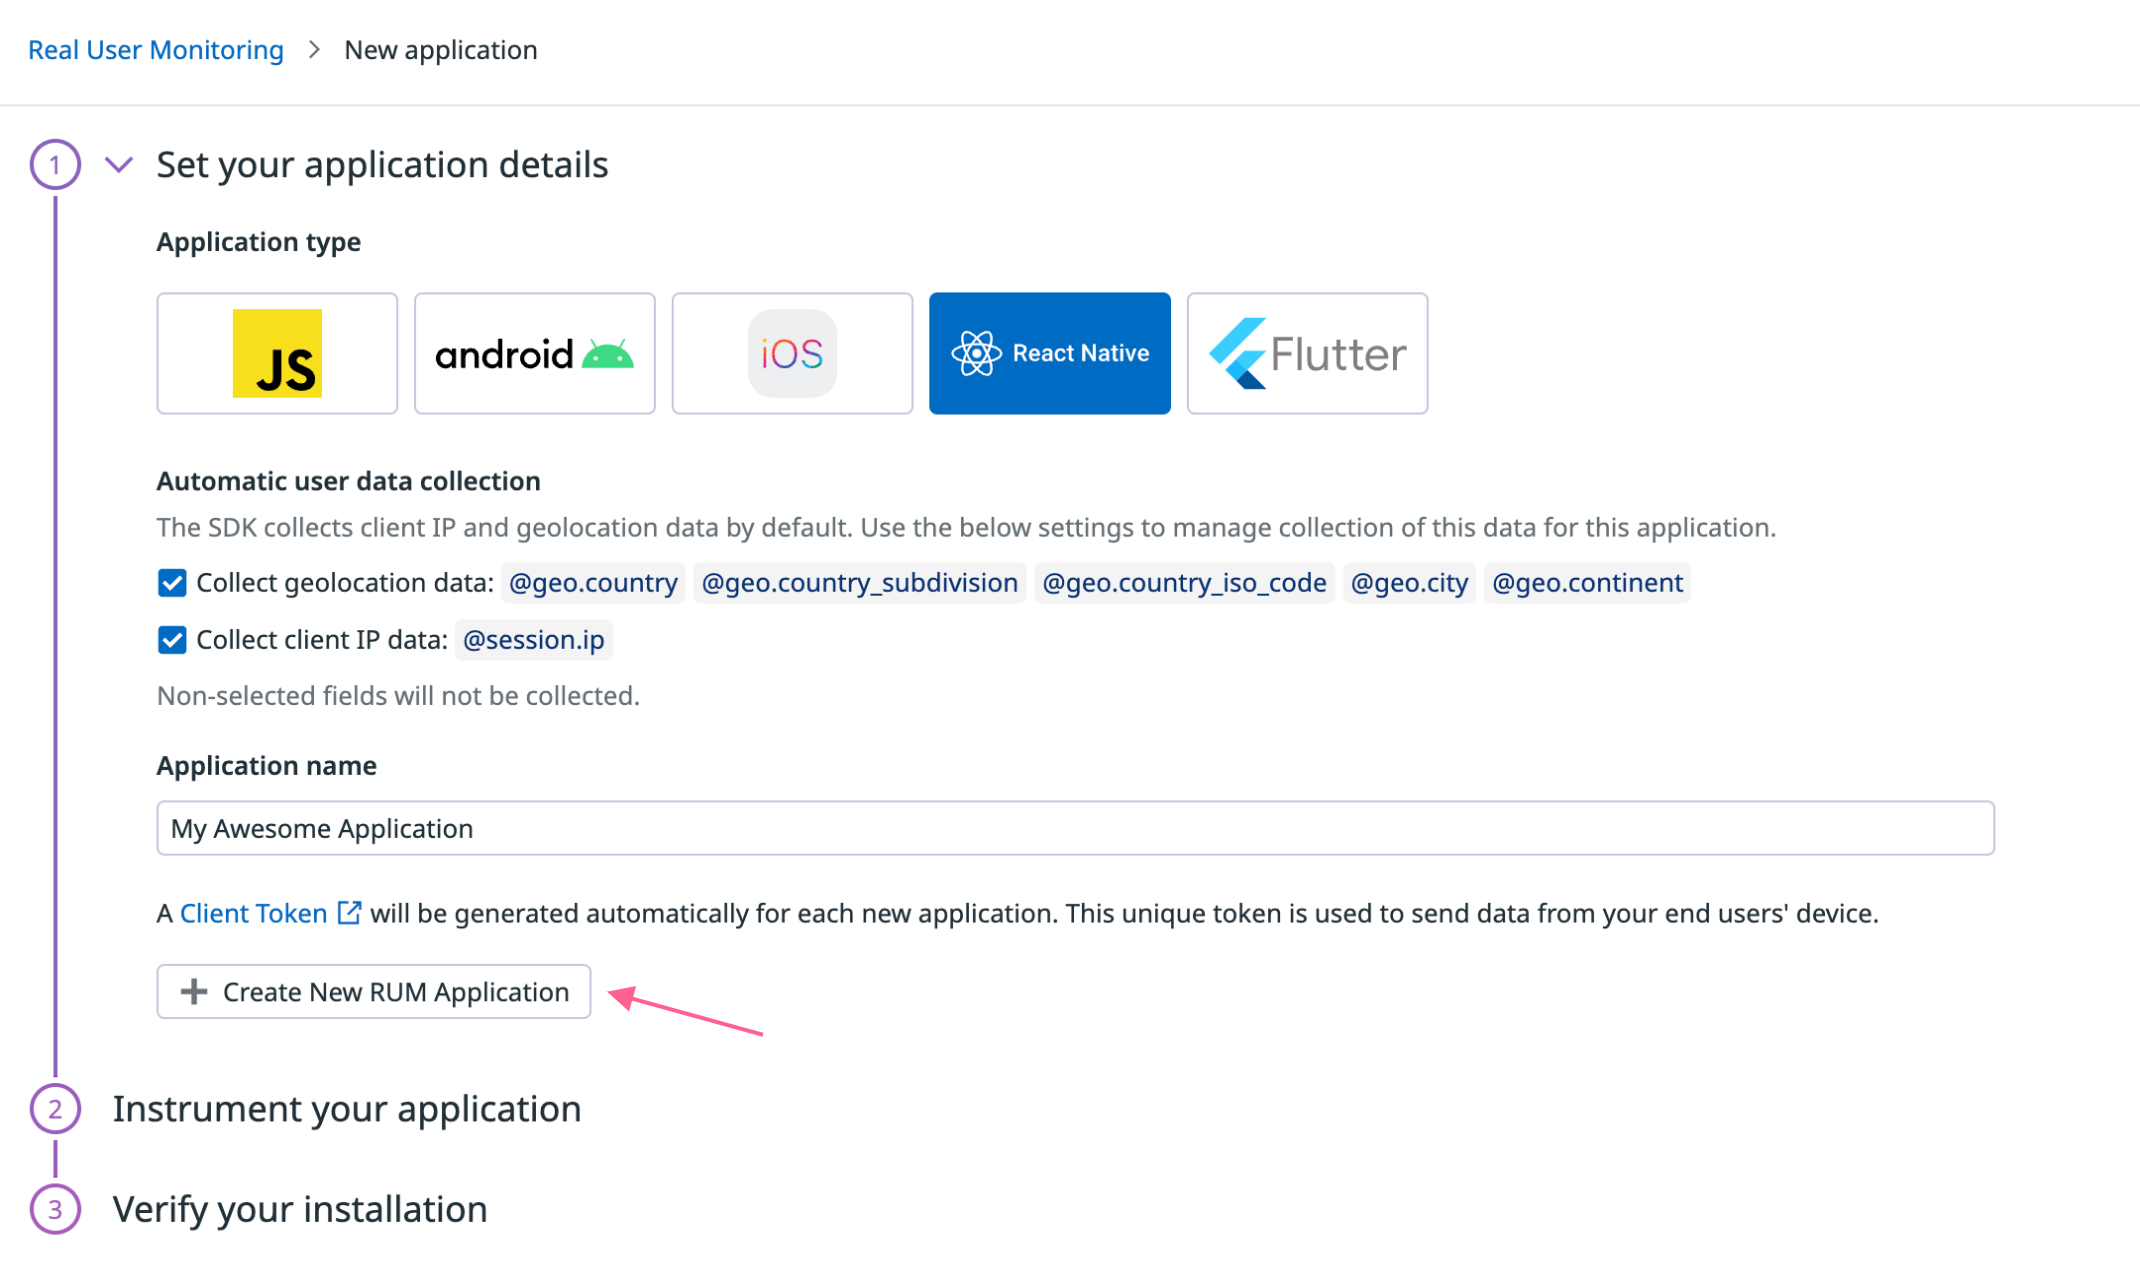 Real User Monitoring > New application
1 Set your application details
Application type
JS android iOS React Native Flutter
Automatic user data collection
The SDK collects client IP and geolocation data by default. Use the below settings to manage collection of this data for this application.
Collect geolocation data: @geo.country @geo.country_subdivision @geo.country_iso_code @geo.city @geo.continent
Collect client IP data: @session.ip
Non-selected fields will not be collected.
Application name
My Awesome Application
A Client Token will be generated automatically for each new application. This unique token is used to send data from your end users' device.
Create New RUM Application
2 Instrument your application
3 Verify your installation